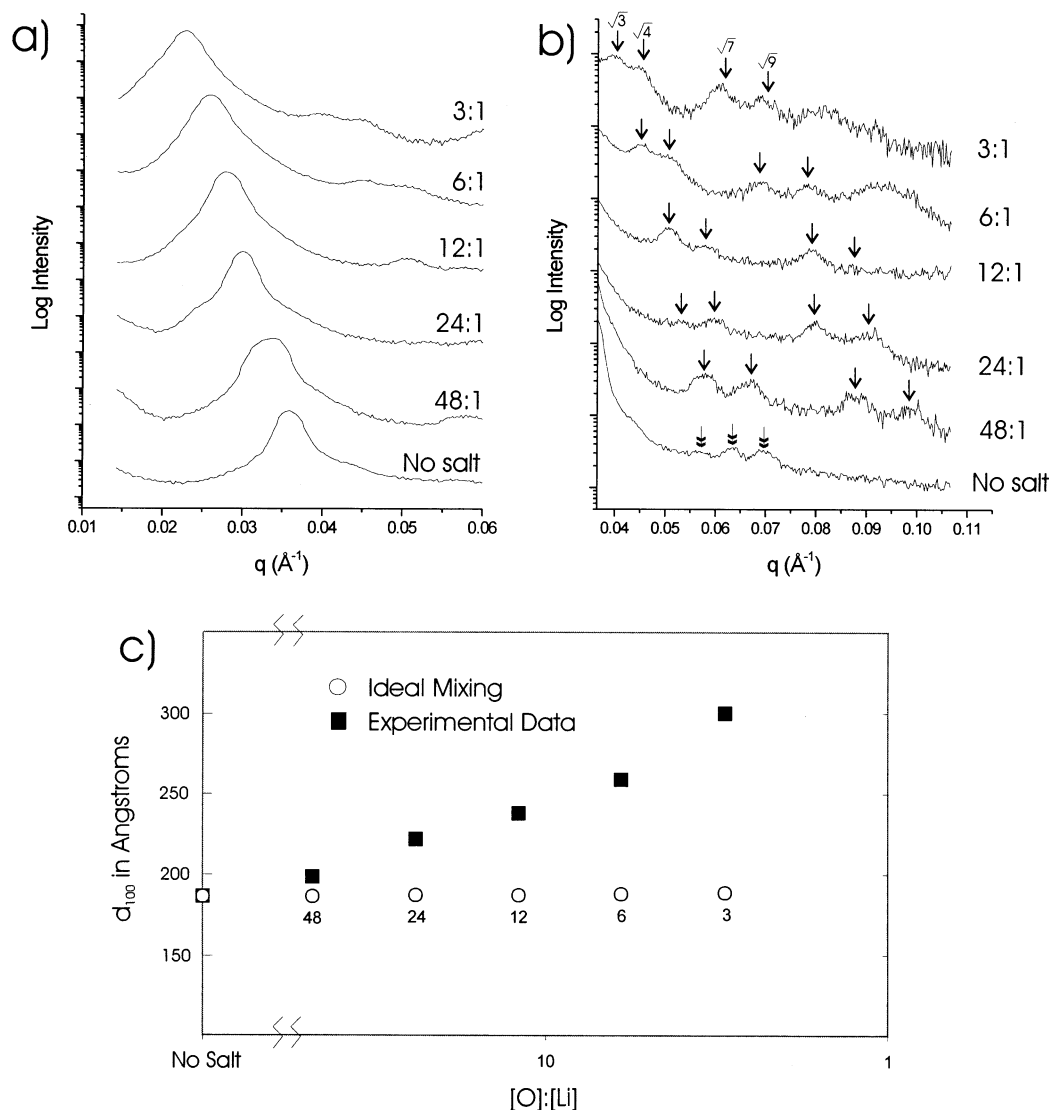 a)
Log Intensity
3:1
6:1
12:1
24:1
48:1
No salt
0.01 0.02 0.03 0.04 0.05 0.06
q (Å⁻¹)
b)
Log Intensity
√3 √4 √7 √9
3:1
6:1
12:1
24:1
48:1
No salt
0.04 0.05 0.06 0.07 0.08 0.09 0.10 0.11
q (Å⁻¹)
c)
Ideal Mixing
Experimental Data
d₁₀₀ in Angstroms
300
250
200
150
48 24 12 6 3
No Salt 10 1
[O]:[Li]